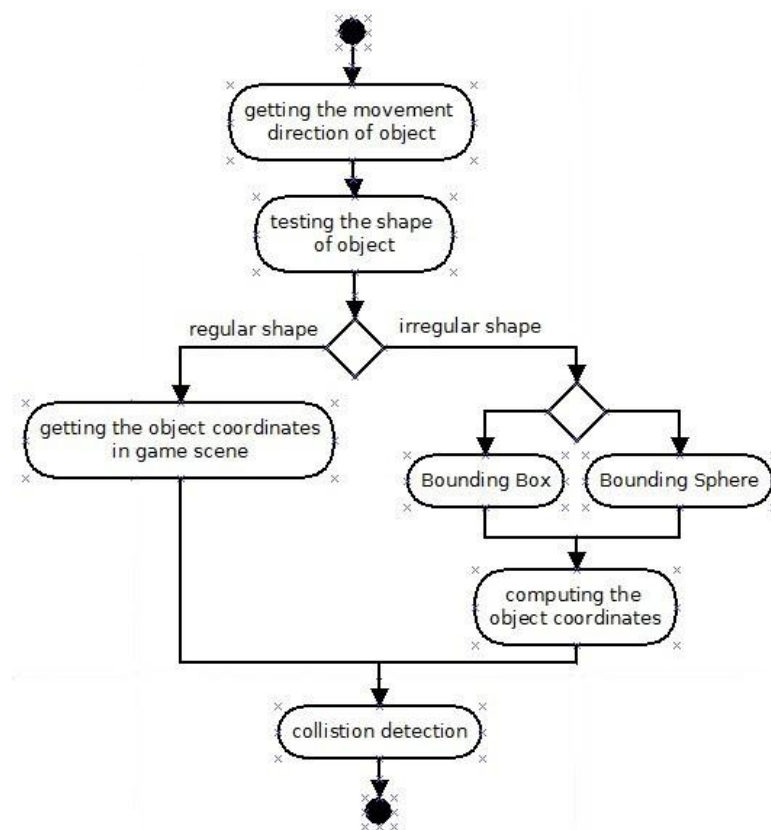 getting the movement
direction of object
testing the shape
of object
regular shape
irregular shape
getting the object coordinates
in game scene
Bounding Box
Bounding Sphere
computing the
object coordinates
collistion detection